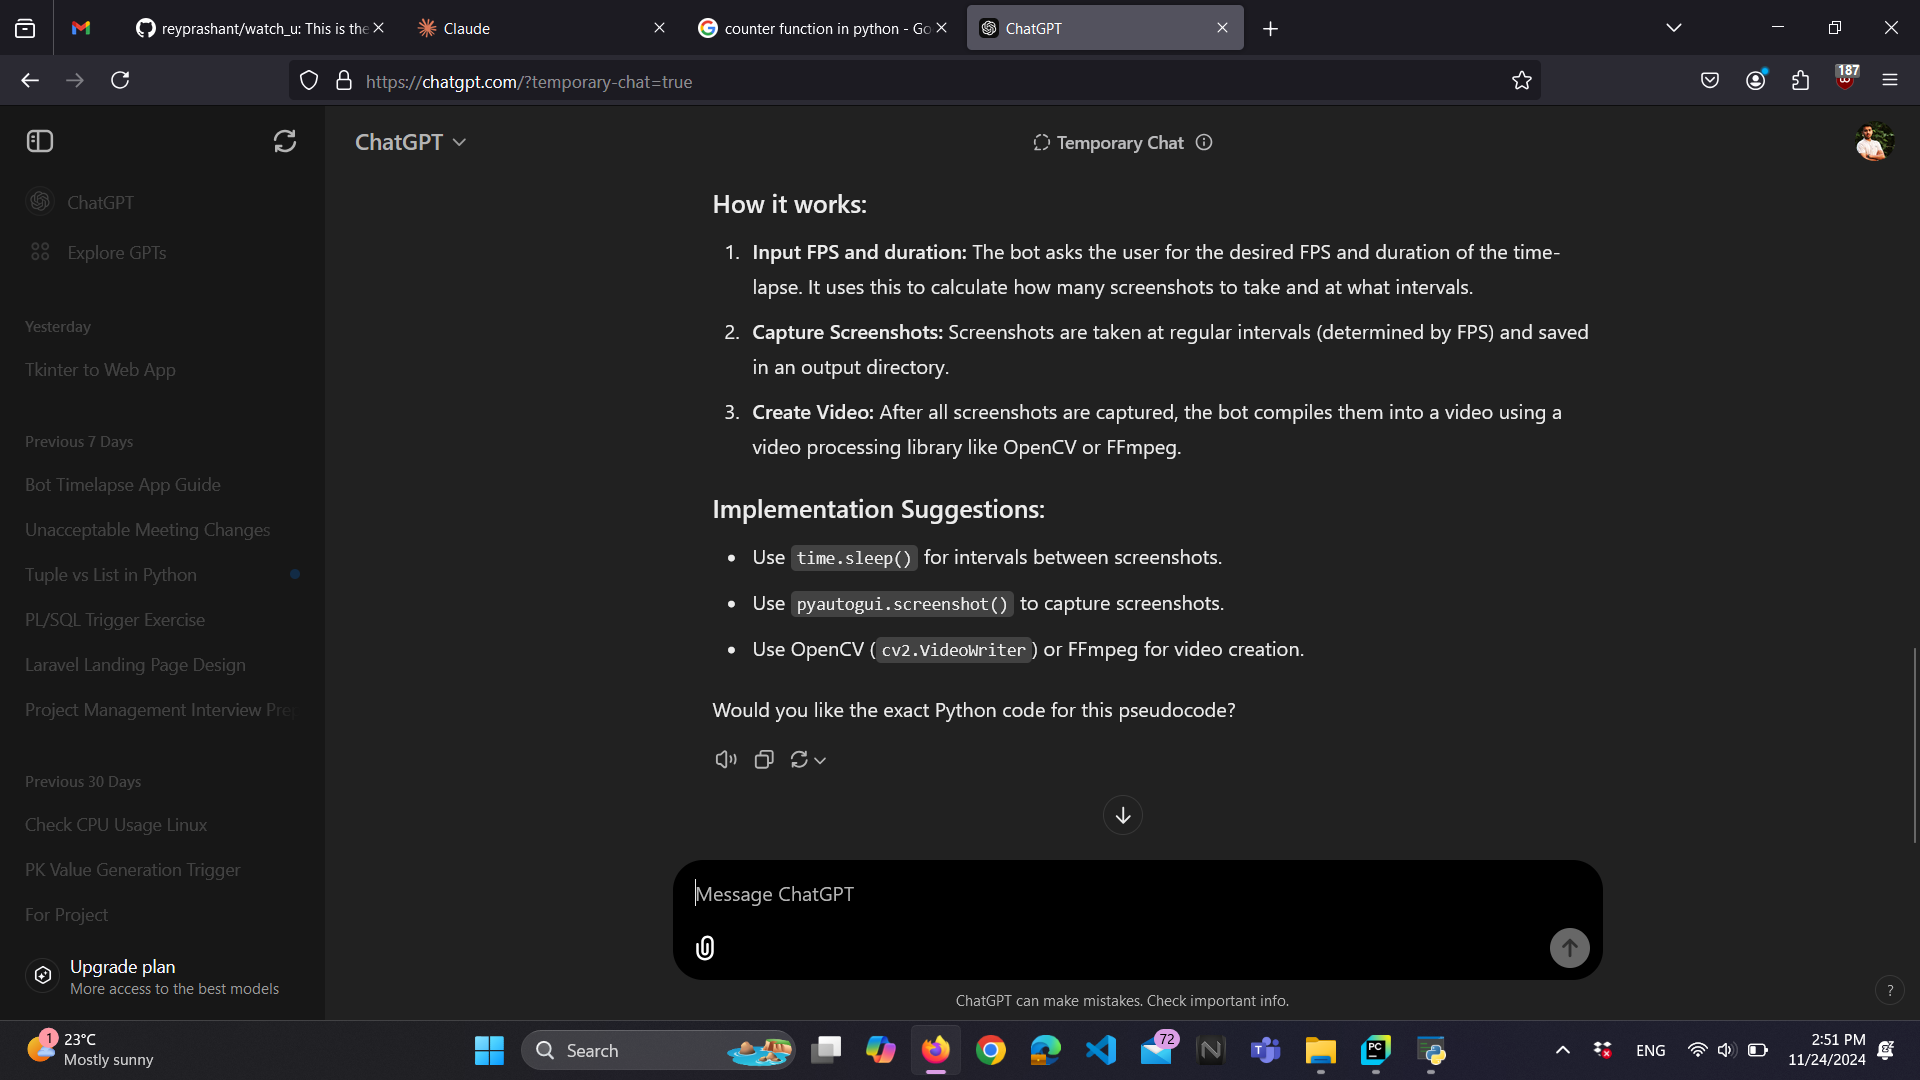 reyprashant/watch_u: This is the
Claude
counter function in python - Go
ChatGPT
https://chatgpt.com/?temporary-chat=true
187
ChatGPT
Temporary Chat
ChatGPT
Explore GPTs
Yesterday
Tkinter to Web App
Previous 7 Days
Bot Timelapse App Guide
Unacceptable Meeting Changes
Tuple vs List in Python
PL/SQL Trigger Exercise
Laravel Landing Page Design
Project Management Interview Prep
Previous 30 Days
Check CPU Usage Linux
PK Value Generation Trigger
For Project
Upgrade plan
More access to the best models
How it works:
1. Input FPS and duration: The bot asks the user for the desired FPS and duration of the time-
lapse. It uses this to calculate how many screenshots to take and at what intervals.
2. Capture Screenshots: Screenshots are taken at regular intervals (determined by FPS) and saved
in an output directory.
3. Create Video: After all screenshots are captured, the bot compiles them into a video using a
video processing library like OpenCV or FFmpeg.
Implementation Suggestions:
• Use time.sleep() for intervals between screenshots.
• Use pyautogui.screenshot() to capture screenshots.
• Use OpenCV (cv2.VideoWriter) or FFmpeg for video creation.
Would you like the exact Python code for this pseudocode?
Message ChatGPT
ChatGPT can make mistakes. Check important info.
?
1
23°C
Mostly sunny
Search
72
PC
ENG
2:51 PM
11/24/2024